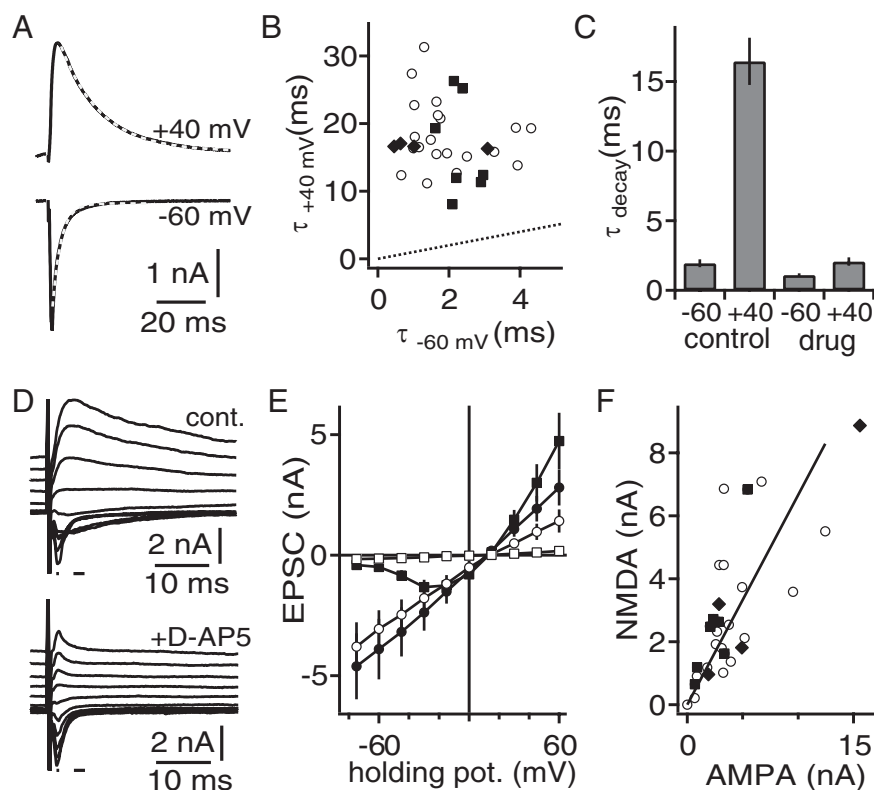 A
+40 mV
-60 mV
1 nA
20 ms
B
30
20
10
0
τ +40 mV (ms)
0 2 4
τ -60 mV (ms)
C
15
10
5
0
τ decay (ms)
-60 +40 -60 +40
control drug
D
cont.
2 nA
10 ms
+D-AP5
2 nA
10 ms
E
5
0
-5
EPSC (nA)
-60 60
holding pot. (mV)
F
8
6
4
2
0
NMDA (nA)
0 15
AMPA (nA)